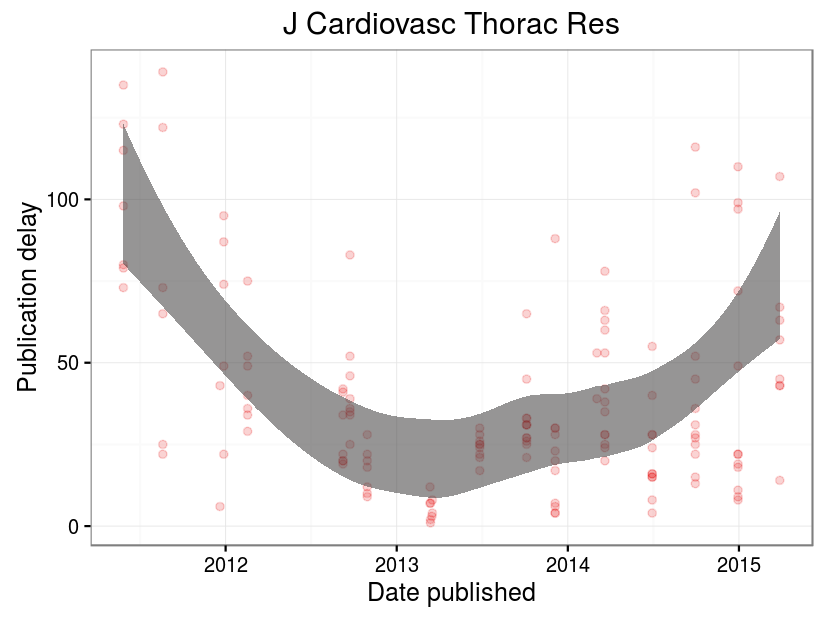 J Cardiovasc Thorac Res
Publication delay
100
50
0
2012 2013 2014 2015
Date published